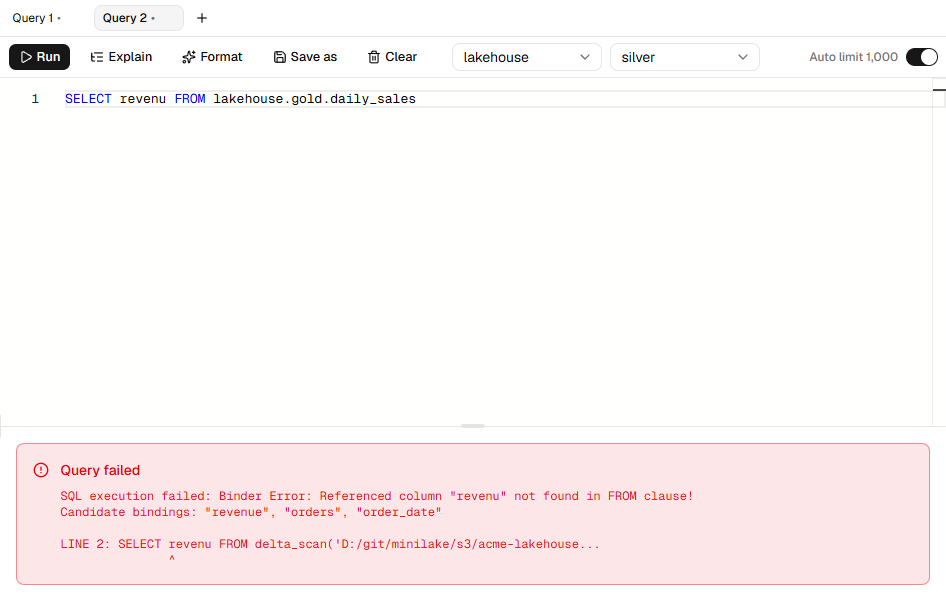 Query 1 •
Query 2 •
+
Run Explain Format Save as Clear lakehouse silver Auto limit 1,000
1 SELECT revenu FROM lakehouse.gold.daily_sales
Query failed
SQL execution failed: Binder Error: Referenced column "revenu" not found in FROM clause!
Candidate bindings: "revenue", "orders", "order_date"
LINE 2: SELECT revenu FROM delta_scan('D:/git/minilake/s3/acme-lakehouse...
^